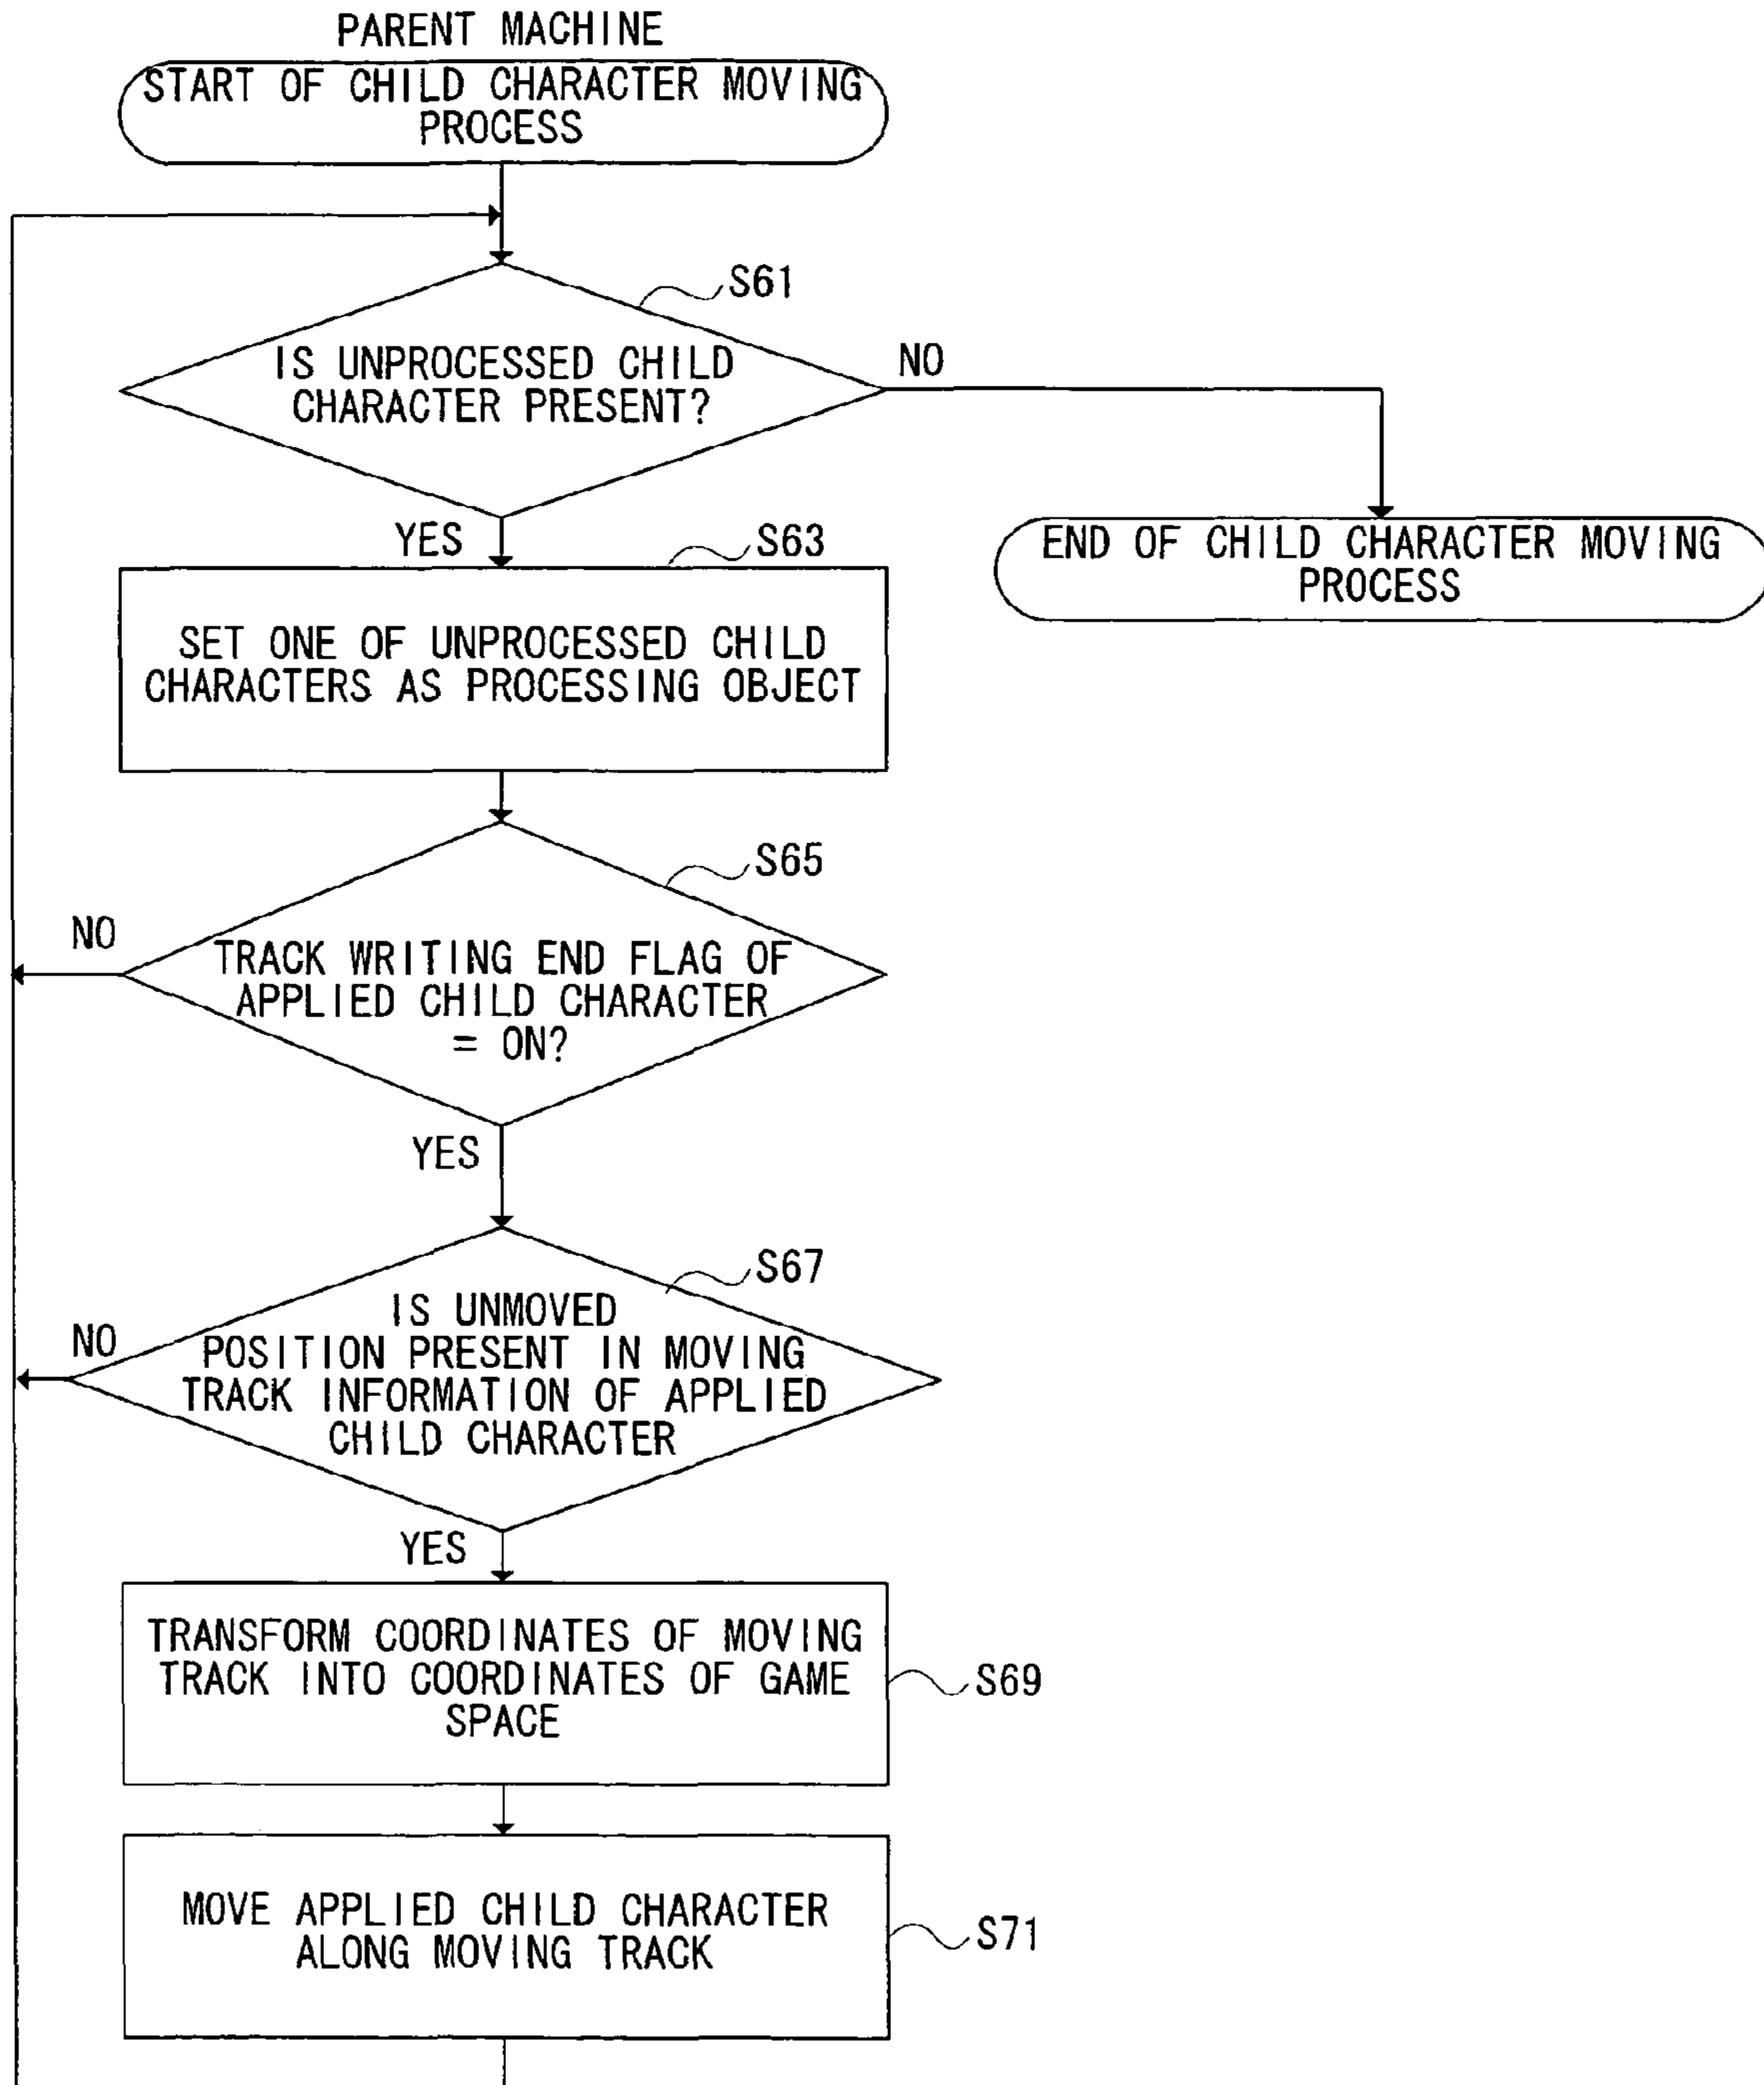 PARENT MACHINE
START OF CHILD CHARACTER MOVING
PROCESS
S61
IS UNPROCESSED CHILD
CHARACTER PRESENT?
NO
YES
S63
END OF CHILD CHARACTER MOVING
PROCESS
SET ONE OF UNPROCESSED CHILD
CHARACTERS AS PROCESSING OBJECT
S65
NO
TRACK WRITING END FLAG OF
APPLIED CHILD CHARACTER
= ON?
YES
S67
NO
IS UNMOVED
POSITION PRESENT IN MOVING
TRACK INFORMATION OF APPLIED
CHILD CHARACTER
YES
TRANSFORM COORDINATES OF MOVING
TRACK INTO COORDINATES OF GAME
SPACE
S69
MOVE APPLIED CHILD CHARACTER
ALONG MOVING TRACK
S71